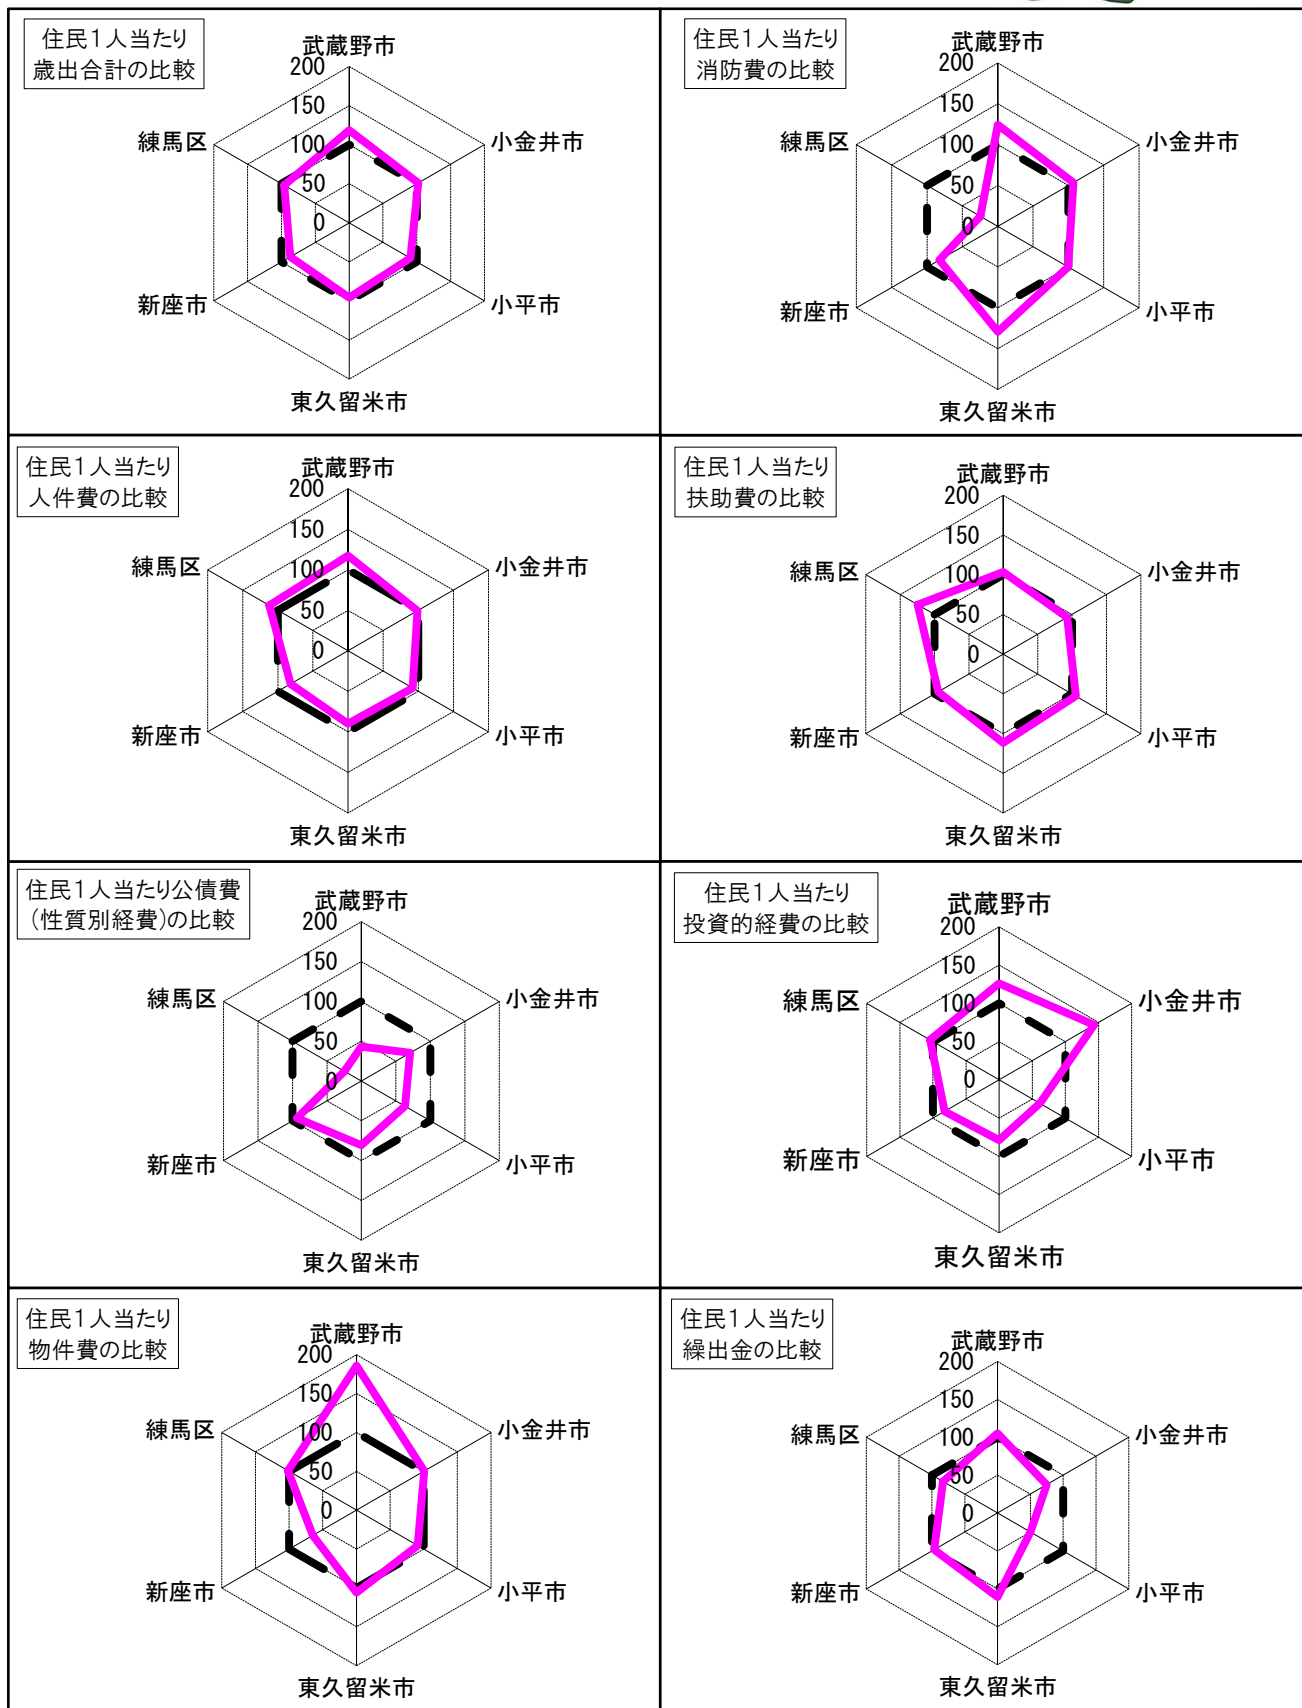 住民１人当たり
歳出合計の比較
武蔵野市
200
150
100
50
0
小金井市
小平市
東久留米市
新座市
練馬区
住民１人当たり
消防費の比較
武蔵野市
200
150
100
50
0
小金井市
小平市
東久留米市
新座市
練馬区
住民１人当たり
人件費の比較
武蔵野市
200
150
100
50
0
小金井市
小平市
東久留米市
新座市
練馬区
住民１人当たり
扶助費の比較
武蔵野市
200
150
100
50
0
小金井市
小平市
東久留米市
新座市
練馬区
住民１人当たり公債費
（性質別経費）の比較
武蔵野市
200
150
100
50
0
小金井市
小平市
東久留米市
新座市
練馬区
住民１人当たり
投資的経費の比較
武蔵野市
200
150
100
50
0
小金井市
小平市
東久留米市
新座市
練馬区
住民１人当たり
物件費の比較
武蔵野市
200
150
100
50
0
小金井市
小平市
東久留米市
新座市
練馬区
住民１人当たり
繰出金の比較
武蔵野市
200
150
100
50
0
小金井市
小平市
東久留米市
新座市
練馬区